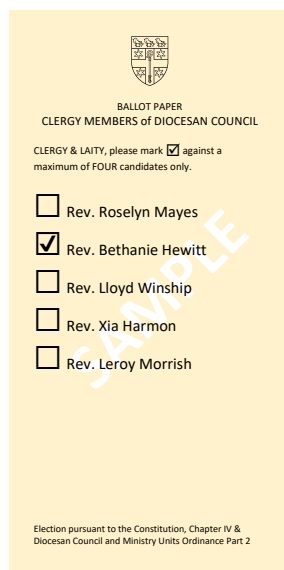 BALLOT PAPER
CLERGY MEMBERS of DIOCESAN COUNCIL
CLERGY & LAITY, please mark ☑ against a
maximum of FOUR candidates only.
Rev. Roselyn Mayes
Rev. Bethanie Hewitt
Rev. Lloyd Winship
Rev. Xia Harmon
Rev. Leroy Morrish
SAMPLE
Election pursuant to the Constitution, Chapter IV &
Diocesan Council and Ministry Units Ordinance Part 2